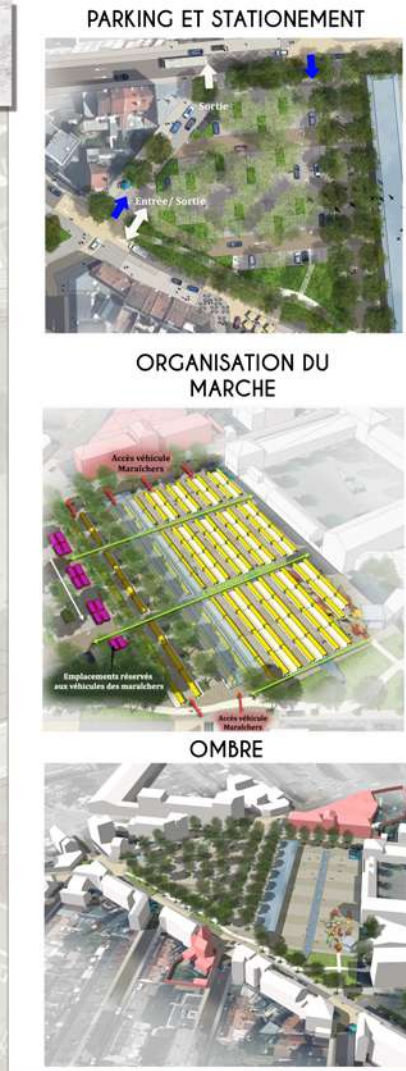 PARKING ET STATIONEMENT
Sortie
Entrée/ Sortie
ORGANISATION DU
MARCHE
Accès véhicule
Maraîchers
Emplacements réservés
aux véhicules des maraîchers
Accès véhicule
Maraîchers
OMBRE